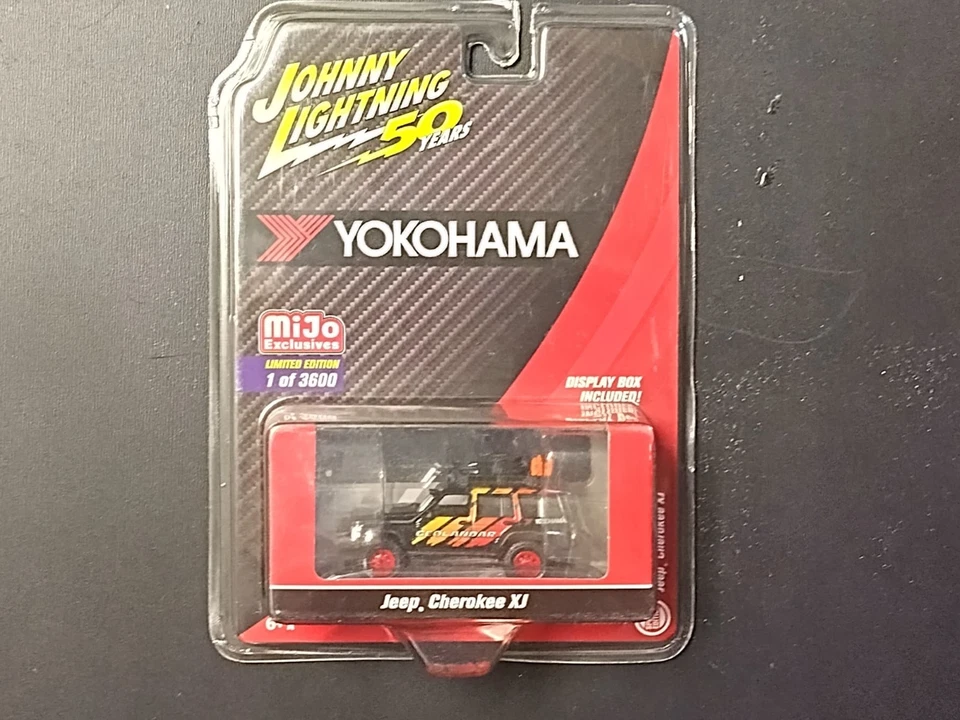 JOHNNY
LIGHTNING
50
YEARS
YOKOHAMA
MiJo
Exclusives
LIMITED EDITION
1 of 3600
DISPLAY BOX
INCLUDED!
GEOLANDAR
Jeep® Cherokee XJ